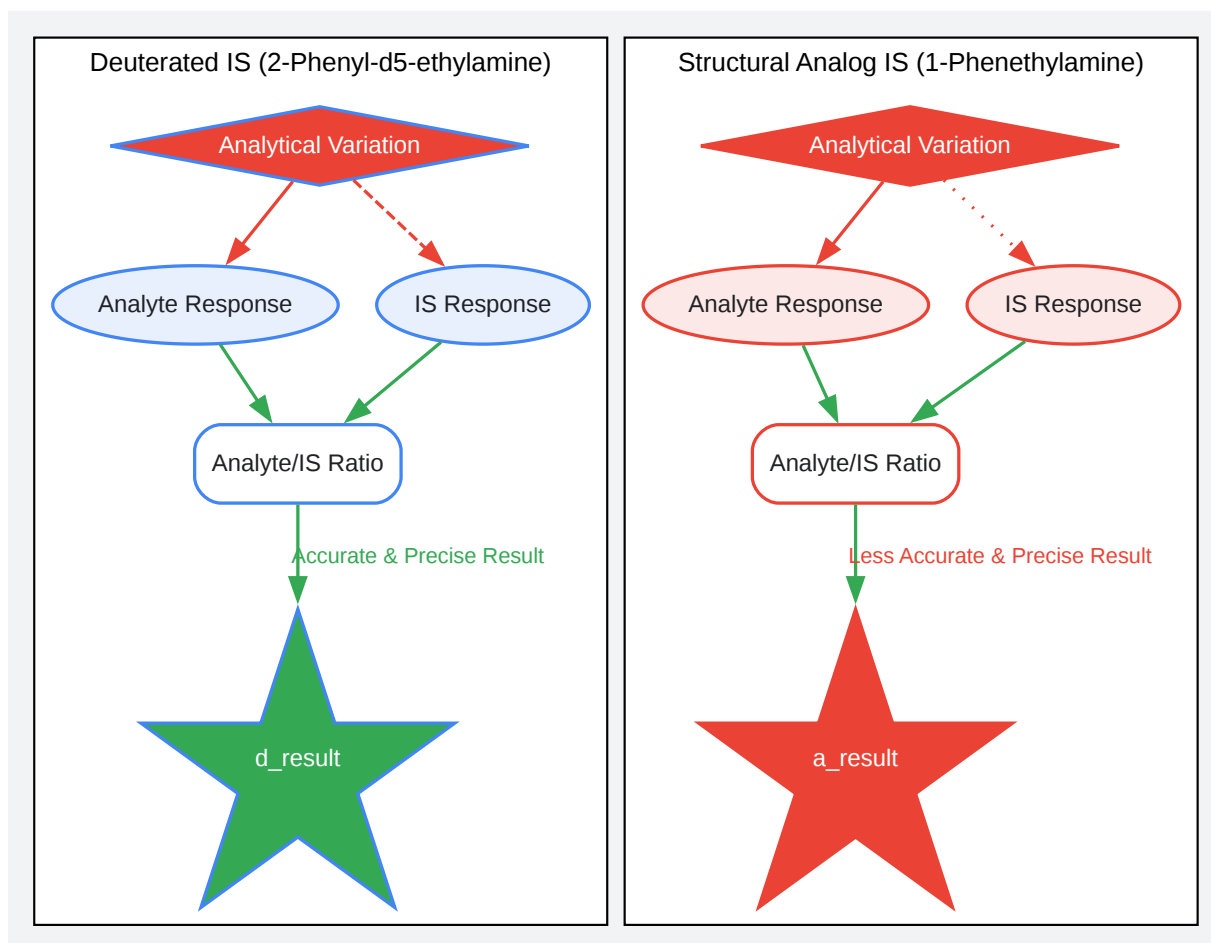 Deuterated IS (2-Phenyl-d5-ethylamine)
Analytical Variation
Analyte Response
IS Response
Analyte/IS Ratio
Accurate & Precise Result
d_result
Structural Analog IS (1-Phenethylamine)
Analytical Variation
Analyte Response
IS Response
Analyte/IS Ratio
Less Accurate & Precise Result
a_result